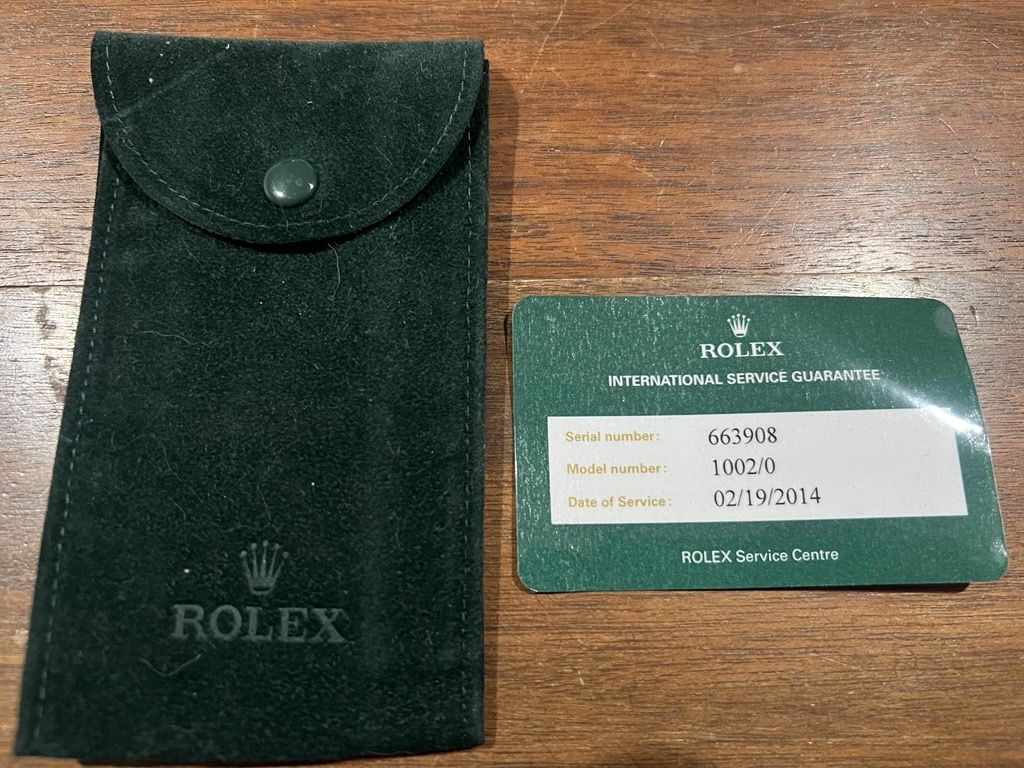 ROLEX
ROLEX
INTERNATIONAL SERVICE GUARANTEE
Serial number: 663908
Model number: 1002/0
Date of Service: 02/19/2014
ROLEX Service Centre